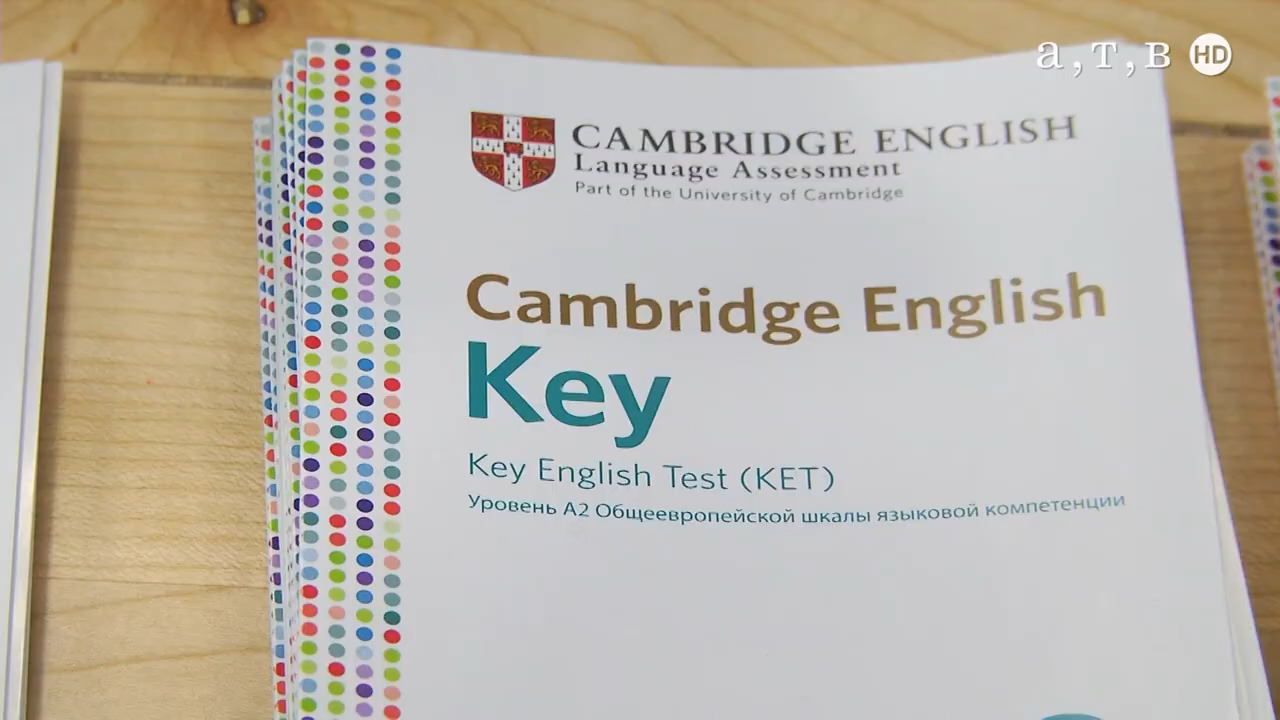 а,т,в HD
CAMBRIDGE ENGLISH
Language Assessment
Part of the University of Cambridge
Cambridge English
Key
Key English Test (KET)
Уровень А2 Общеевропейской шкалы языковой компетенции